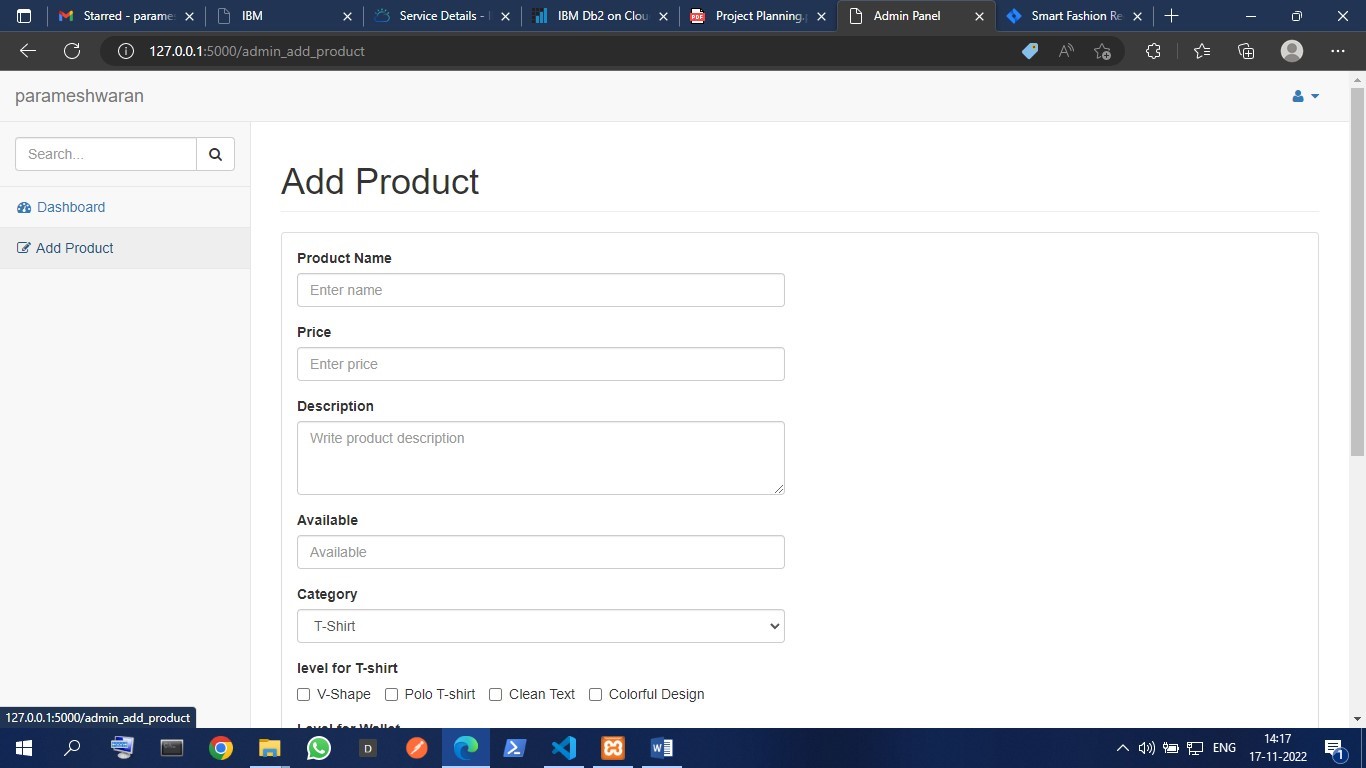 Starred - parame
IBM
Service Details - I
IBM Db2 on Clou
Project Planning.p
Admin Panel
Smart Fashion Re
127.0.0.1:5000/admin_add_product
parameshwaran
Search...
Dashboard
Add Product
Add Product
Product Name
Enter name
Price
Enter price
Description
Write product description
Available
Available
Category
T-Shirt
level for T-shirt
V-Shape Polo T-shirt Clean Text Colorful Design
Level for Wallet
127.0.0.1:5000/admin_add_product
ENG
14:17
17-11-2022
1